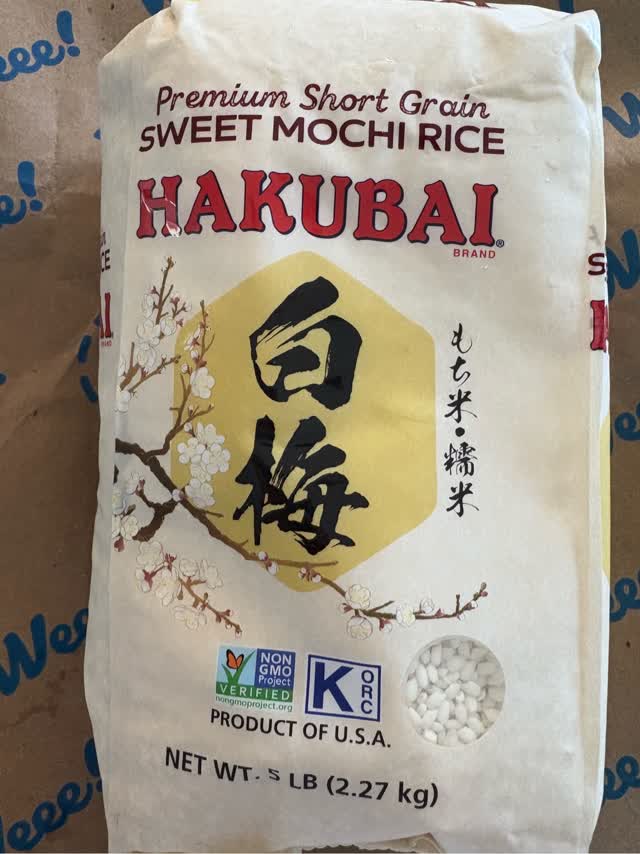 Premium Short Grain
SWEET MOCHI RICE
HAKUBAI®
BRAND
白梅
もち米・糯米
NON
GMO
Project
VERIFIED
nongmoproject.org
K
ORC
PRODUCT OF U.S.A.
NET WT. 5 LB (2.27 kg)
Weee!